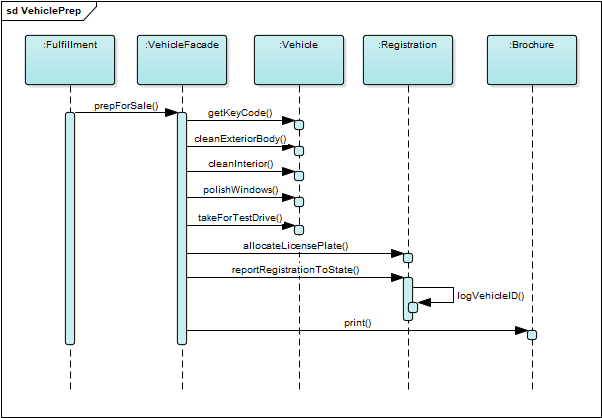 sd VehiclePrep
:Fulfillment
:VehicleFacade
:Vehicle
:Registration
:Brochure
prepForSale()
getKeyCode()
cleanExteriorBody()
cleanInterior()
polishWindows()
takeForTestDrive()
allocateLicensePlate()
reportRegistrationToState()
logVehicleID()
print()